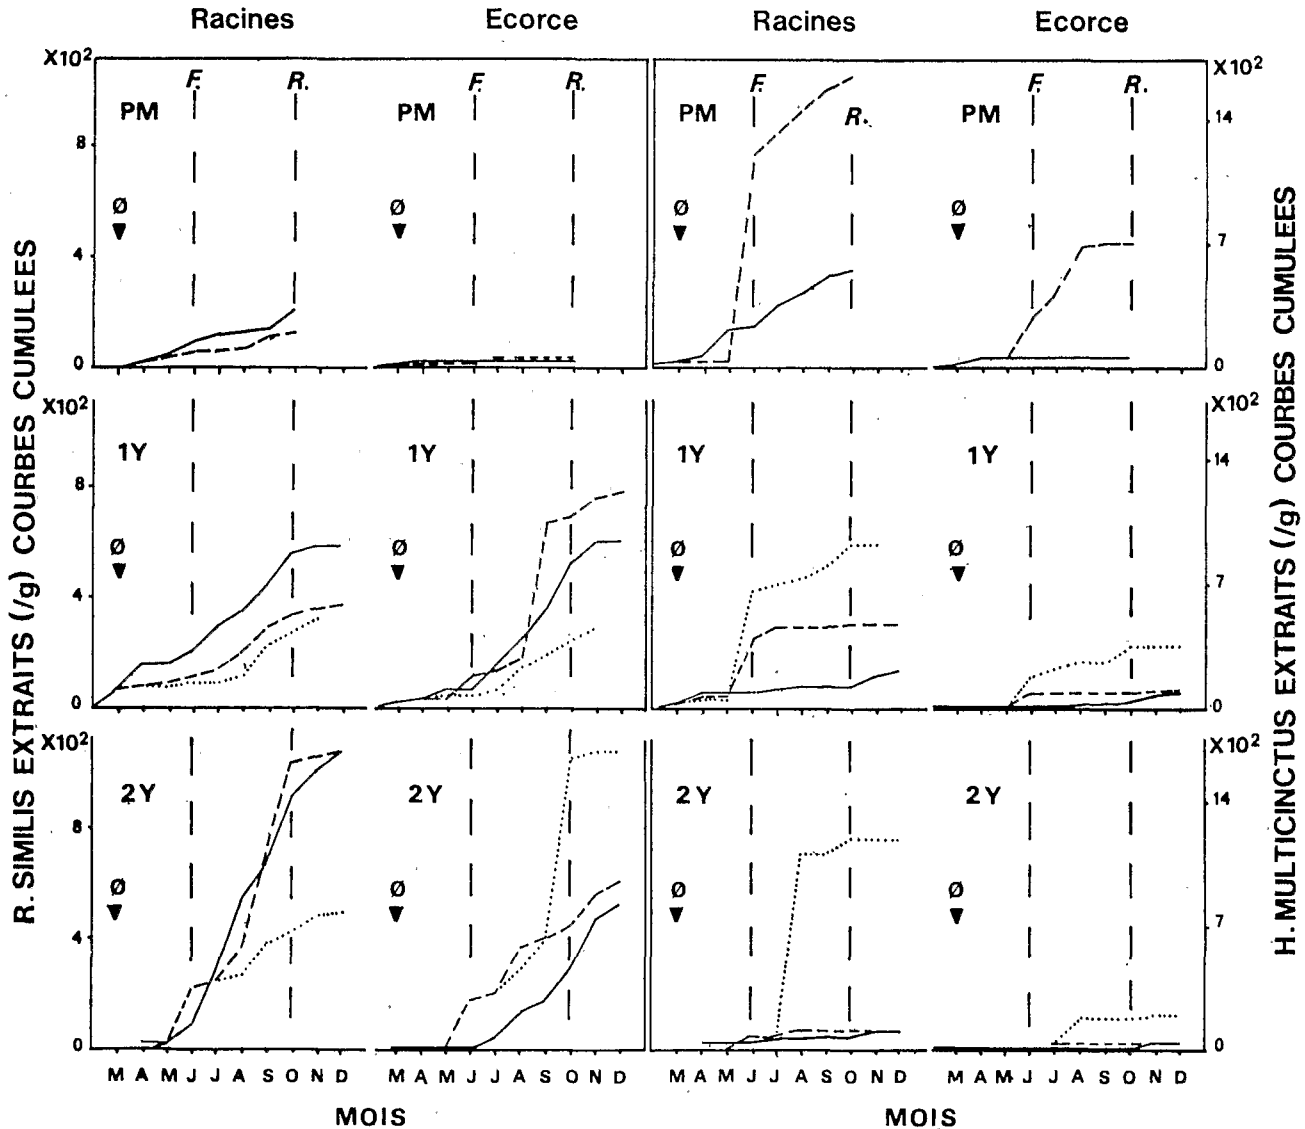 Racines Ecorce Racines Ecorce
X10² X10²
F. R. F. R. F. R. F. R.
PM PM PM PM
8 14
Ø Ø Ø Ø
4 7
0 0
X10² X10²
1Y 1Y 1Y 1Y
8 14
Ø Ø Ø Ø
4 7
0 0
X10² X10²
2Y 2Y 2Y 2Y
8 14
Ø Ø Ø Ø
4 7
0 0
M A M J J A S O N D M A M J J A S O N D M A M J J A S O N D M A M J J A S O N D
MOIS MOIS
R. SIMILIS EXTRAITS (/g) COURBES CUMULEES
H. MULTICINCTUS EXTRAITS (/g) COURBES CUMULEES